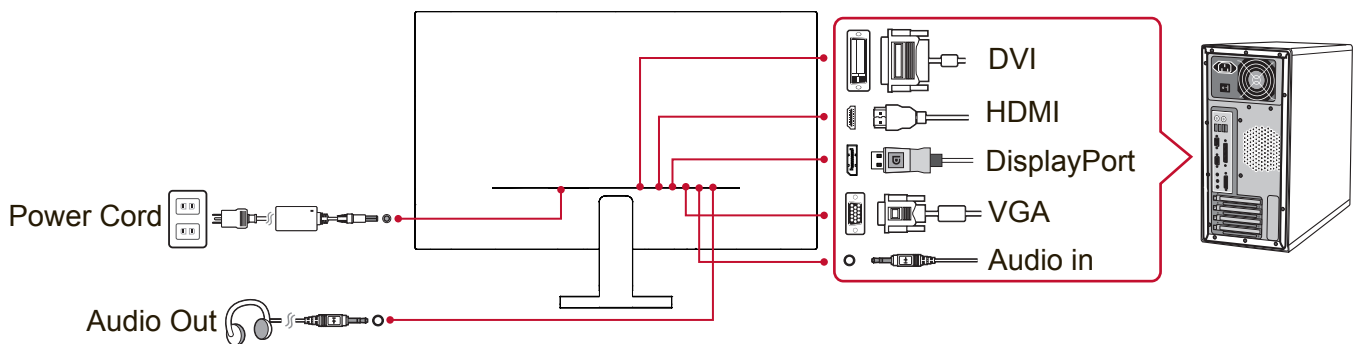 DVI
HDMI
DisplayPort
Power Cord
VGA
Audio in
Audio Out